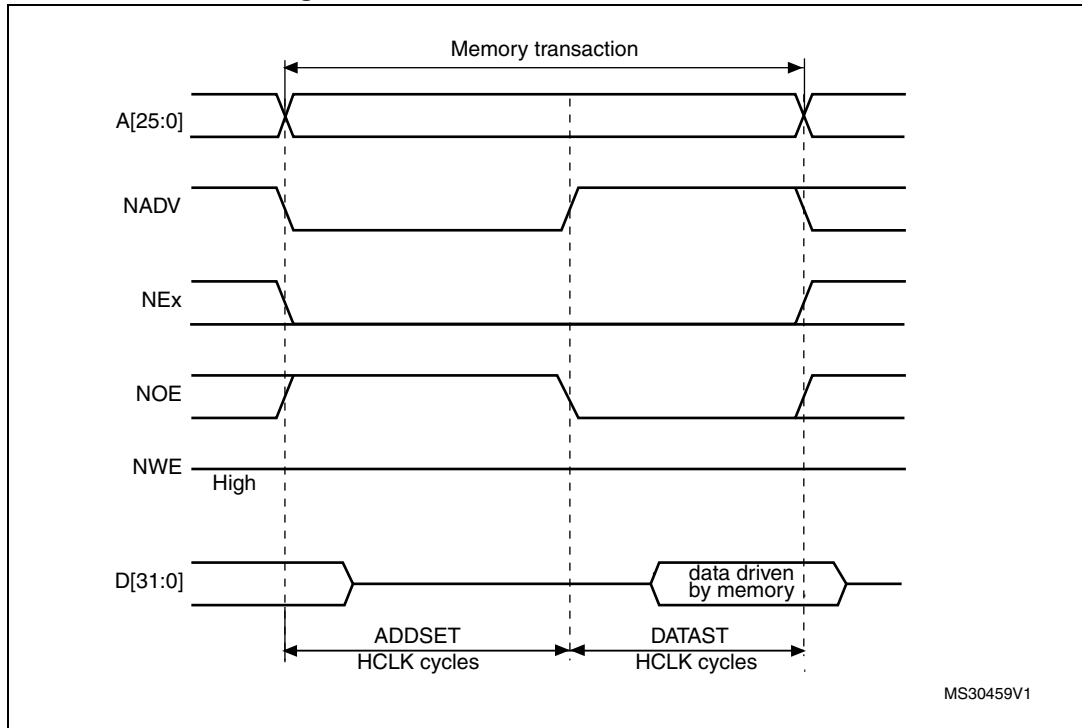 Memory transaction
A[25:0]
NADV
NEx
NOE
NWE
High
D[31:0]
data driven
by memory
ADDSET
HCLK cycles
DATAST
HCLK cycles
MS30459V1